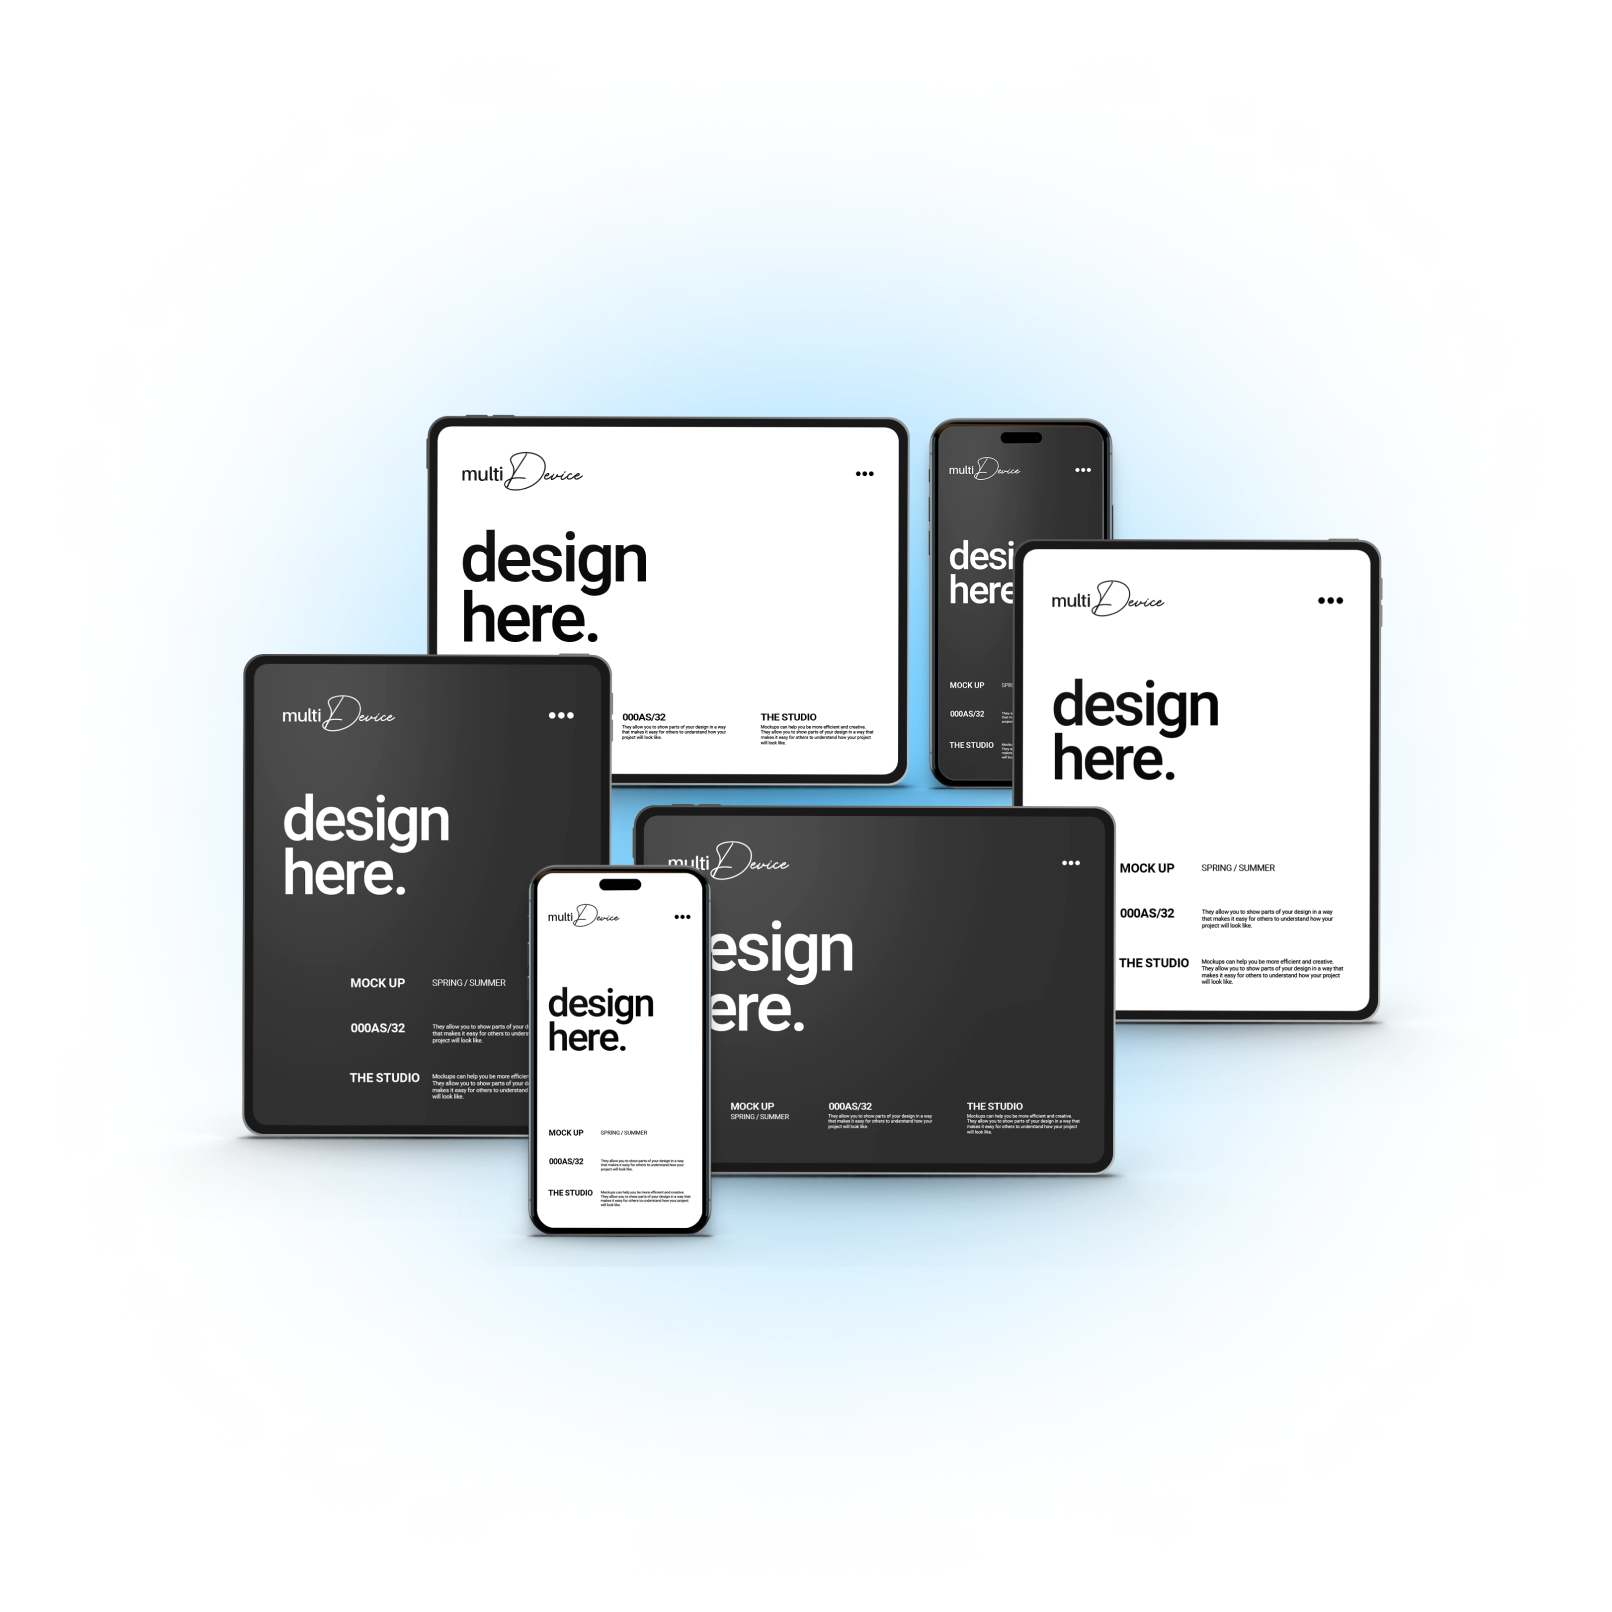 multi Device
design
here.
000AS/32
They allow you to show parts of your design in a way
that makes it easy for others to understand how your
project will look like.
THE STUDIO
Mockups can help you be more efficient and creative.
They allow you to show parts of your design in a way that
makes it easy for others to understand how your project
will look like.
multi Device
desi
here
MOCK UP
SPR
000AS/32
THE STUDIO
multi Device
design
here.
MOCK UP
SPRING / SUMMER
000AS/32
They allow you to show parts of your design in a way
that makes it easy for others to understand how your
project will look like.
THE STUDIO
Mockups can help you be more efficient and creative.
They allow you to show parts of your design in a way that
makes it easy for others to understand how your project
will look like.
multi Device
design
here.
MOCK UP
SPRING / SUMMER
000AS/32
They allow you to show parts of your d
that makes it easy for others to unders
project will look like.
THE STUDIO
Mockups can help you be more efficie
They allow you to show parts of your d
makes it easy for others to understand
will look like.
multi Device
esign
ere.
MOCK UP
SPRING / SUMMER
000AS/32
They allow you to show parts of your design in a way
that makes it easy for others to understand how your
project will look like.
THE STUDIO
Mockups can help you be more efficient and creative.
They allow you to show parts of your design in a way that
makes it easy for others to understand how your project
will look like.
multi Device
design
here.
MOCK UP
SPRING / SUMMER
000AS/32
They allow you to show parts of your design in a way
that makes it easy for others to understand how your
project will look like.
THE STUDIO
Mockups can help you be more efficient and creative.
They allow you to show parts of your design in a way that
makes it easy for others to understand how your project
will look like.